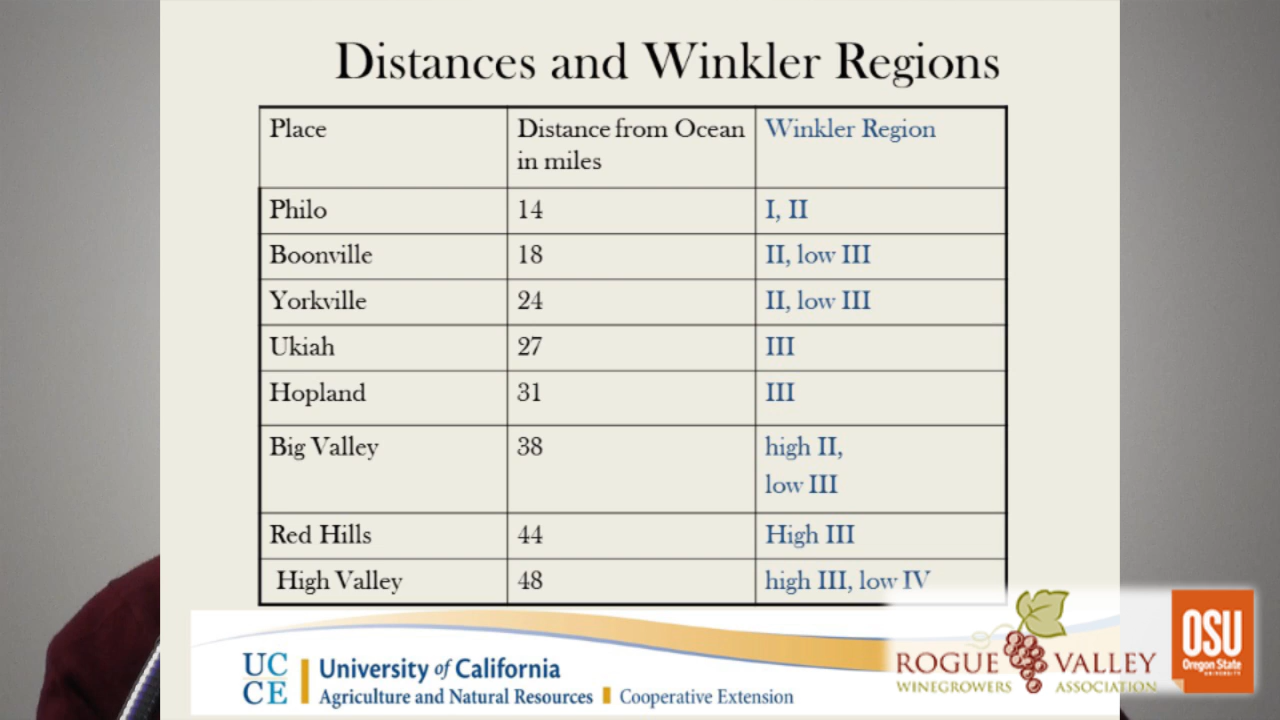 Distances and Winkler Regions
Place Distance from Ocean in miles Winkler Region
Philo 14 I, II
Boonville 18 II, low III
Yorkville 24 II, low III
Ukiah 27 III
Hopland 31 III
Big Valley 38 high II, low III
Red Hills 44 High III
High Valley 48 high III, low IV
UC
CE
University of California
Agriculture and Natural Resources Cooperative Extension
ROGUE VALLEY
WINEGROWERS ASSOCIATION
OSU
Oregon State
UNIVERSITY